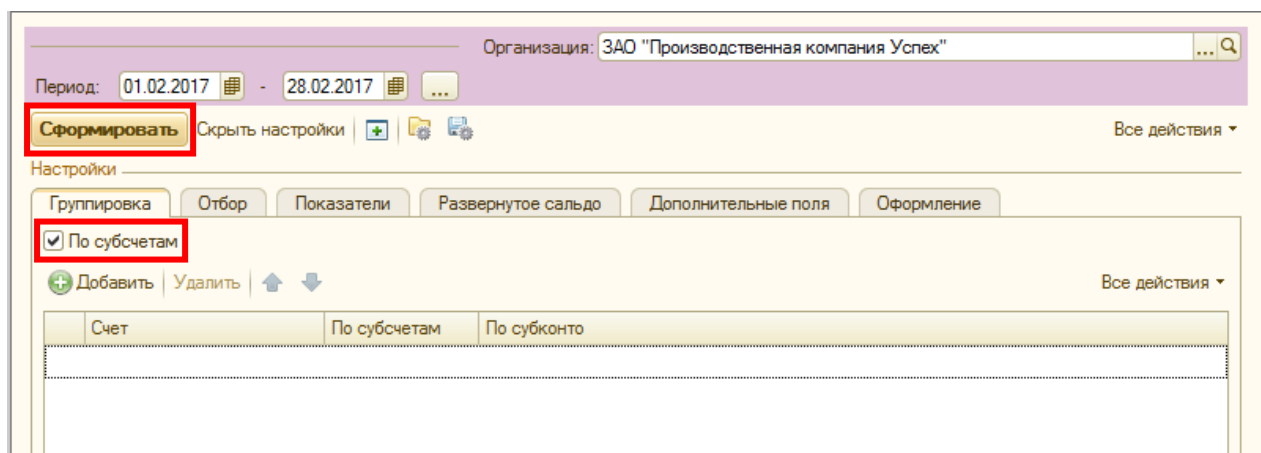 Организация: ЗАО "Производственная компания Успех" ...
Период: 01.02.2017 - 28.02.2017 ...
Сформировать Скрыть настройки Все действия
Настройки
Группировка Отбор Показатели Развернутое сальдо Дополнительные поля Оформление
По субсчетам
Добавить Удалить Все действия
Счет По субсчетам По субконто